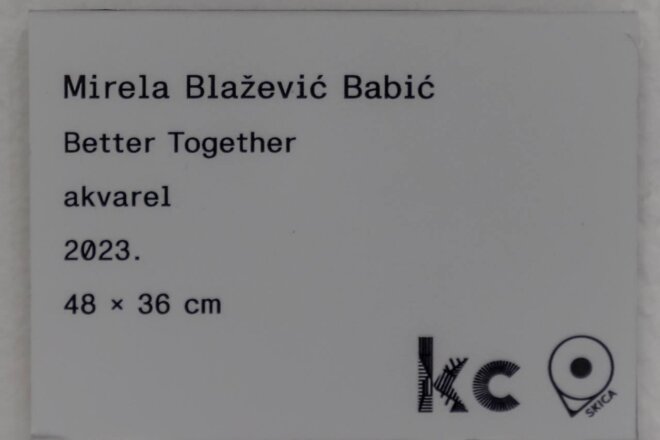 Mirela Blažević Babić
Better Together
akvarel
2023.
48 × 36 cm
kc
SKICA